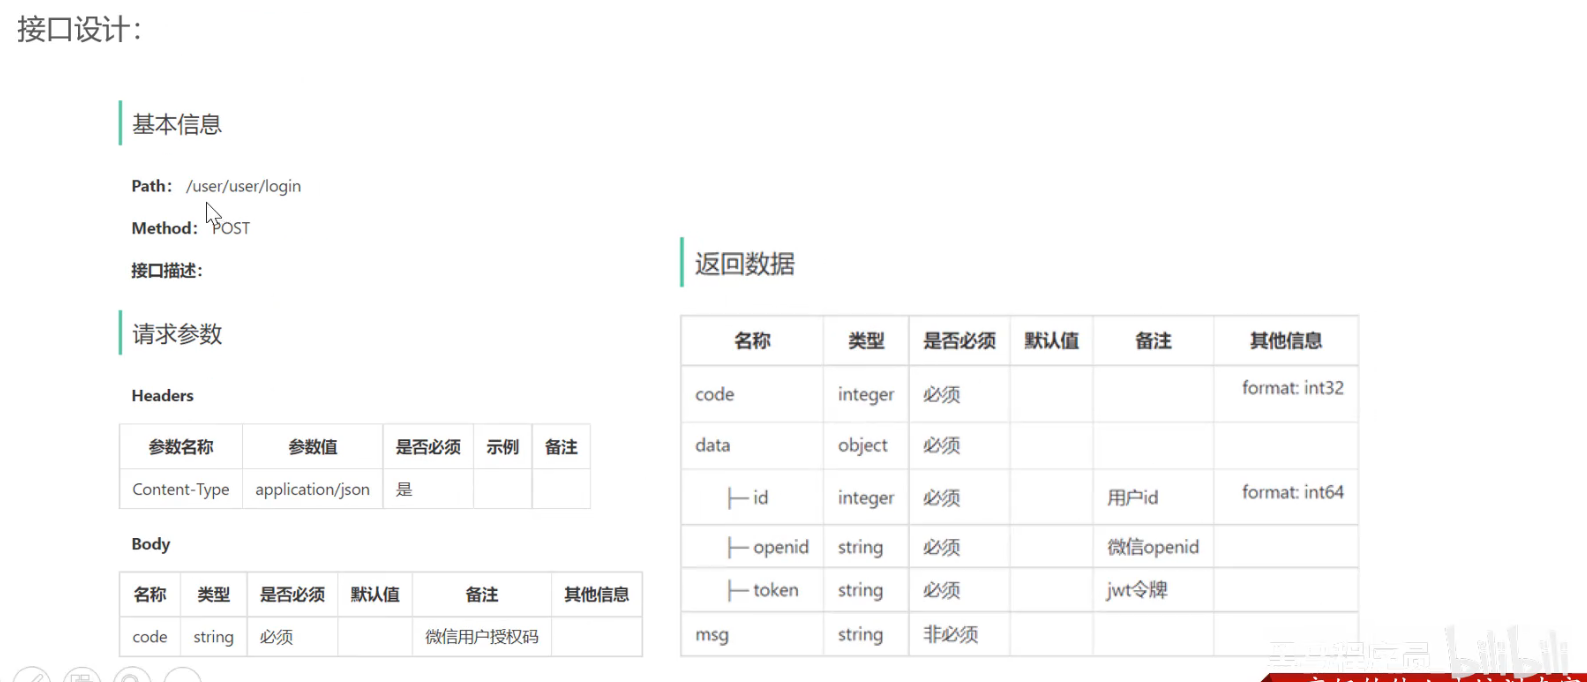 接口设计：
基本信息
Path： /user/user/login
Method： POST
接口描述：
请求参数
Headers
参数名称 参数值 是否必须 示例 备注
Content-Type application/json 是
Body
名称 类型 是否必须 默认值 备注 其他信息
code string 必须 微信用户授权码
返回数据
名称 类型 是否必须 默认值 备注 其他信息
code integer 必须 format: int32
data object 必须
├─ id integer 必须 用户id format: int64
├─ openid string 必须 微信openid
├─ token string 必须 jwt令牌
msg string 非必须
程序员 bilibili